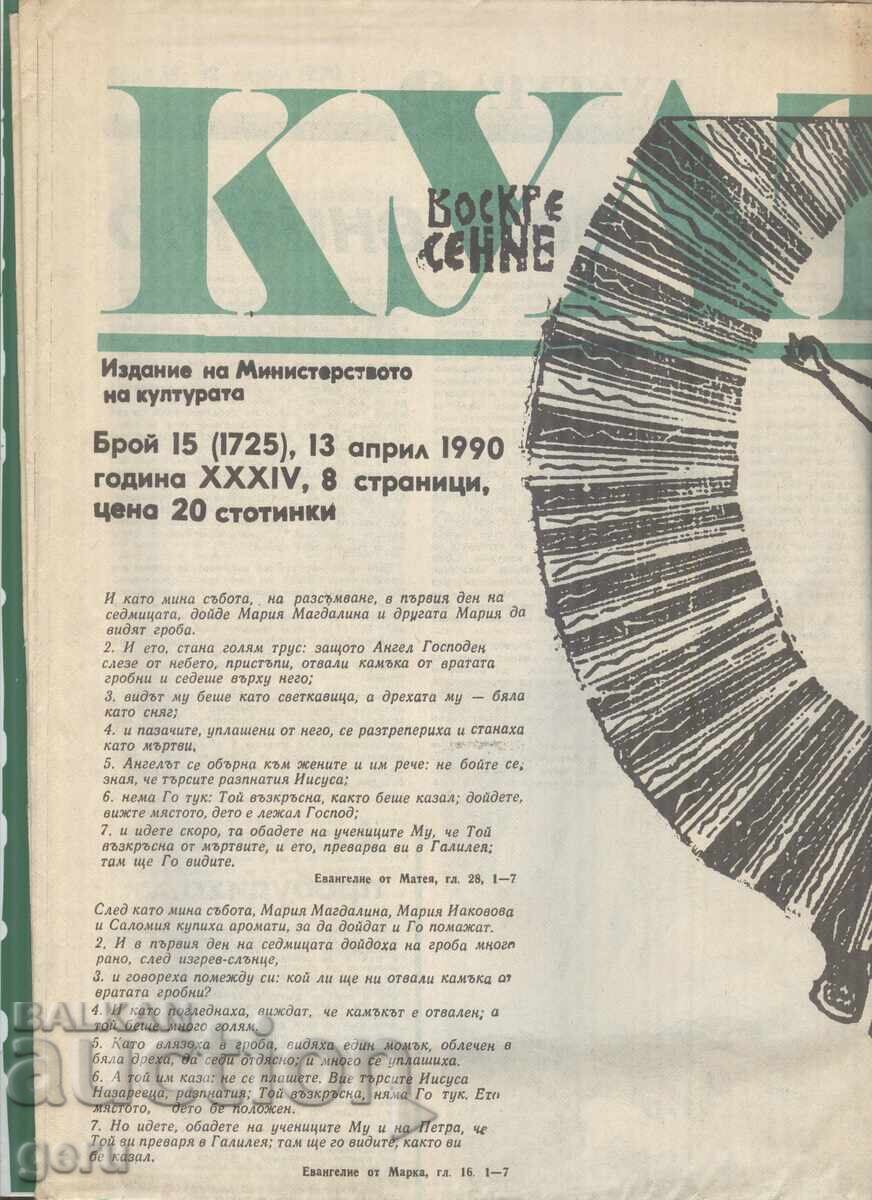 КУЛ
ВОСКРЕ
СЕНИЕ
Издание на Министерството
на културата
Брой 15 (1725), 13 април 1990
година XXXIV, 8 страници,
цена 20 стотинки
И като мина събота, на разсъмване, в първия ден на
седмицата, дойде Мария Магдалина и другата Мария да
видят гроба.
2. И ето, стана голям трус: защото Ангел Господен
слезе от небето, пристъпи, отвали камъка от вратата
гробни и седеше върху него;
3. видът му беше като светкавица, а дрехата му — бяла
като сняг;
4. и пазачите, уплашени от него, се разтрепериха и станаха
като мъртви,
5. Ангелът се обърна към жените и им рече: не бойте се,
зная, че търсите разпнатия Иисуса;
6. нема Го тук: Той възкръсна, както беше казал; дойдете,
вижте мястото, дето е лежал Господ;
7. и идете скоро, та обадете на учениците Му, че Той
възкръсна от мъртвите, и ето, преварва ви в Галилея;
там ще Го видите.
Евангелие от Матея, гл. 28, 1—7
След като мина събота, Мария Магдалина, Мария Иаковова
и Саломия купиха аромати, за да дойдат и Го помажат.
2. И в първия ден на седмицата дойдоха на гроба много
рано, след изгрев-слънце,
3. и говореха помежду си: кой ли ще ни отвали камъка от
вратата гробни?
4. И като погледнаха, виждат, че камъкът е отвален; а
той беше много голям.
5. Като влязоха в гроба, видяха един момък, облечен в
бяла дреха, да седи отдясно; и много се уплашиха.
6. А той им каза: не се плашете. Вие търсите Иисуса
Назарееца, разпнатия; Той възкръсна, няма Го тук. Ето
мястото, дето бе положен.
7. Но идете, обадете на учениците Му и на Петра, че
Той ви преваря в Галилея; там ще го видите, както ви
бе казал.
Евангелие от Марка, гл. 16. 1—7
BALKAN
auction
geru